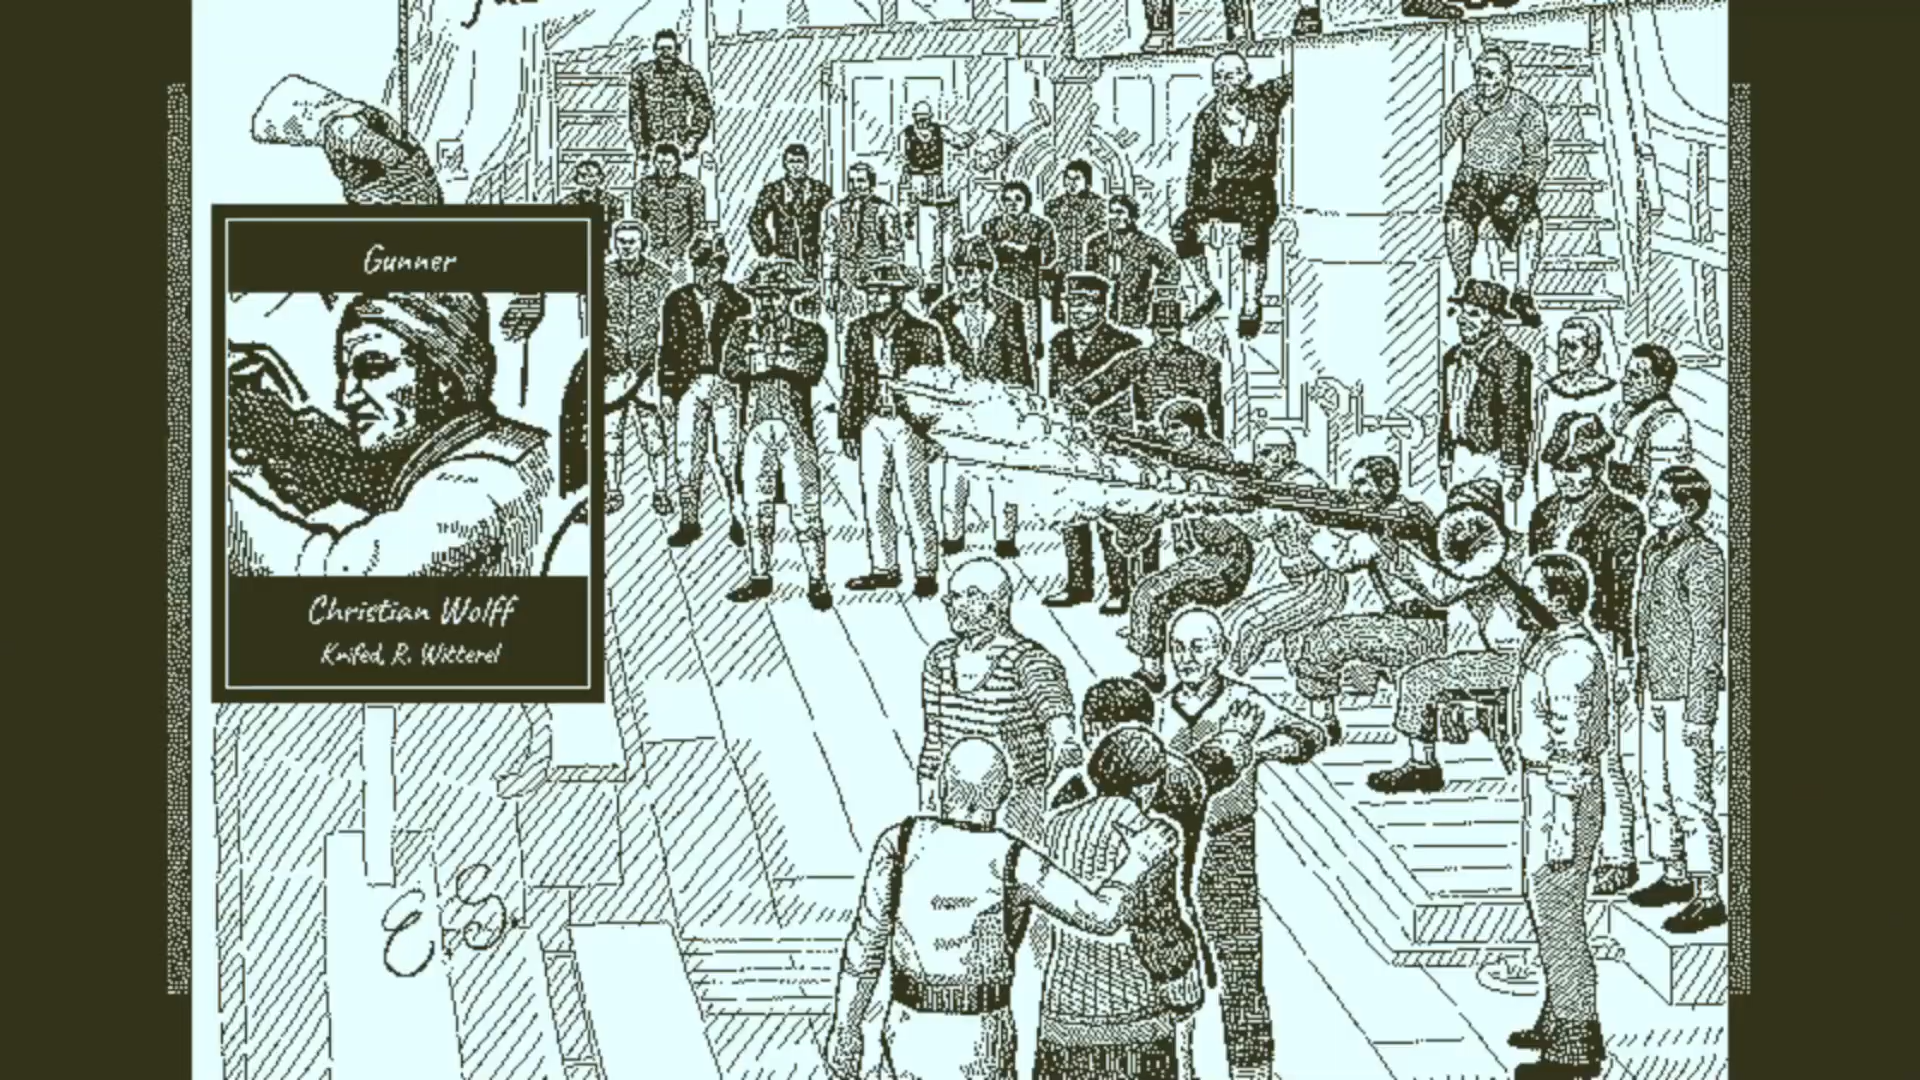 Gunner
Christian Wolff
Knifed, R. Witterel
E.S.